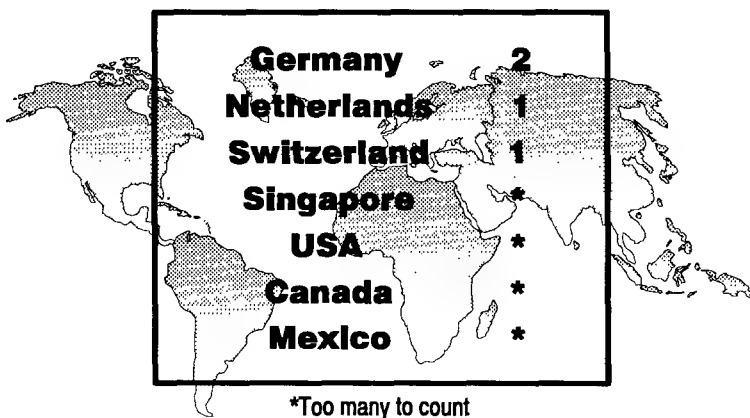 Germany 2
Netherlands 1
Switzerland 1
Singapore *
USA *
Canada *
Mexico *
*Too many to count